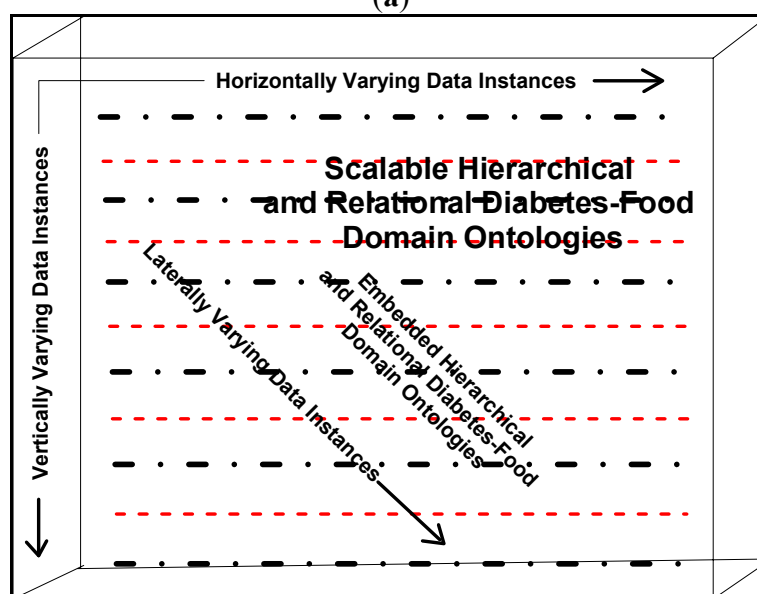 (a)
Horizontally Varying Data Instances
Vertically Varying Data Instances
Scalable Hierarchical
and Relational Diabetes-Food
Domain Ontologies
Laterally Varying Data Instances
Embedded Hierarchical
and Relational Diabetes-Food
Domain Ontologies